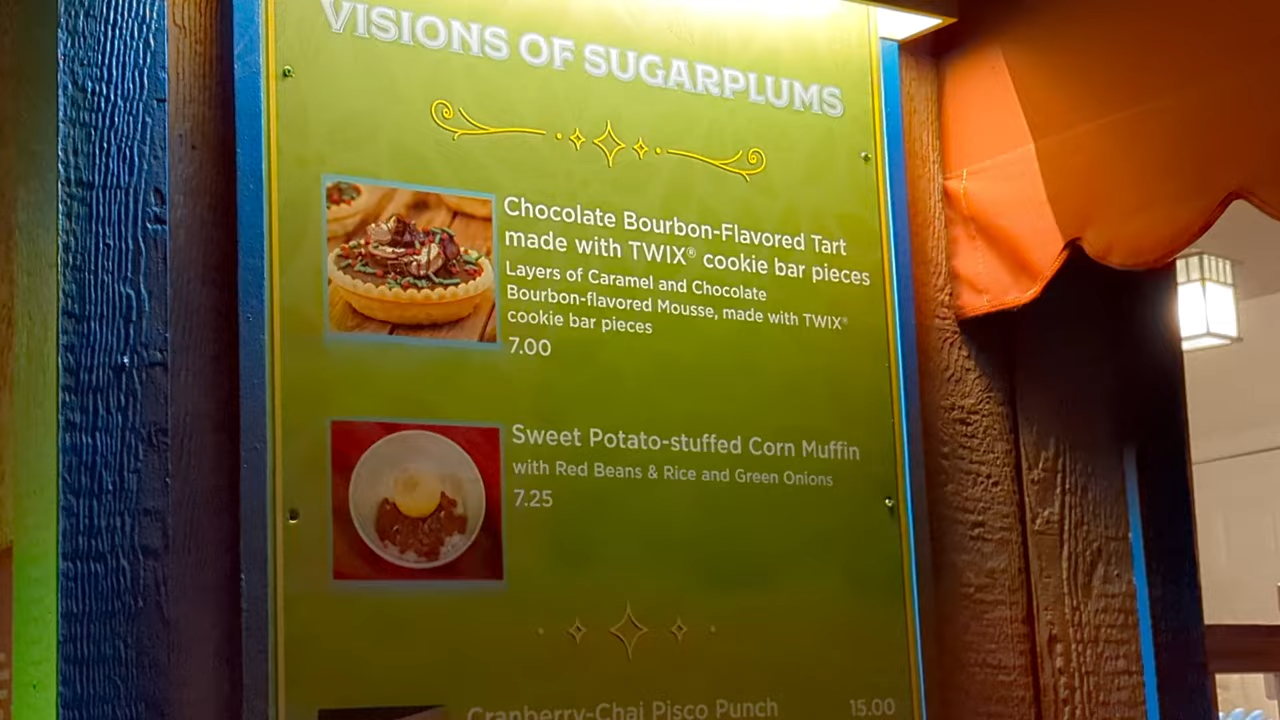 VISIONS OF SUGARPLUMS
Chocolate Bourbon-Flavored Tart
made with TWIX® cookie bar pieces
Layers of Caramel and Chocolate
Bourbon-flavored Mousse, made with TWIX®
cookie bar pieces
7.00
Sweet Potato-stuffed Corn Muffin
with Red Beans & Rice and Green Onions
7.25
Cranberry-Chai Pisco Punch 15.00